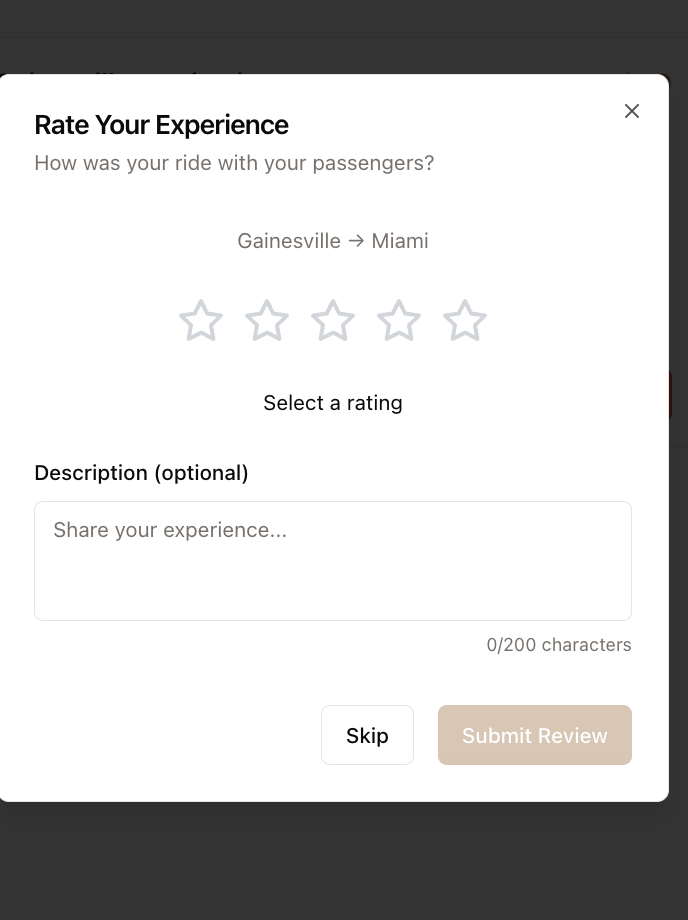 Rate Your Experience
How was your ride with your passengers?
Gainesville → Miami
Select a rating
Description (optional)
Share your experience...
0/200 characters
Skip
Submit Review